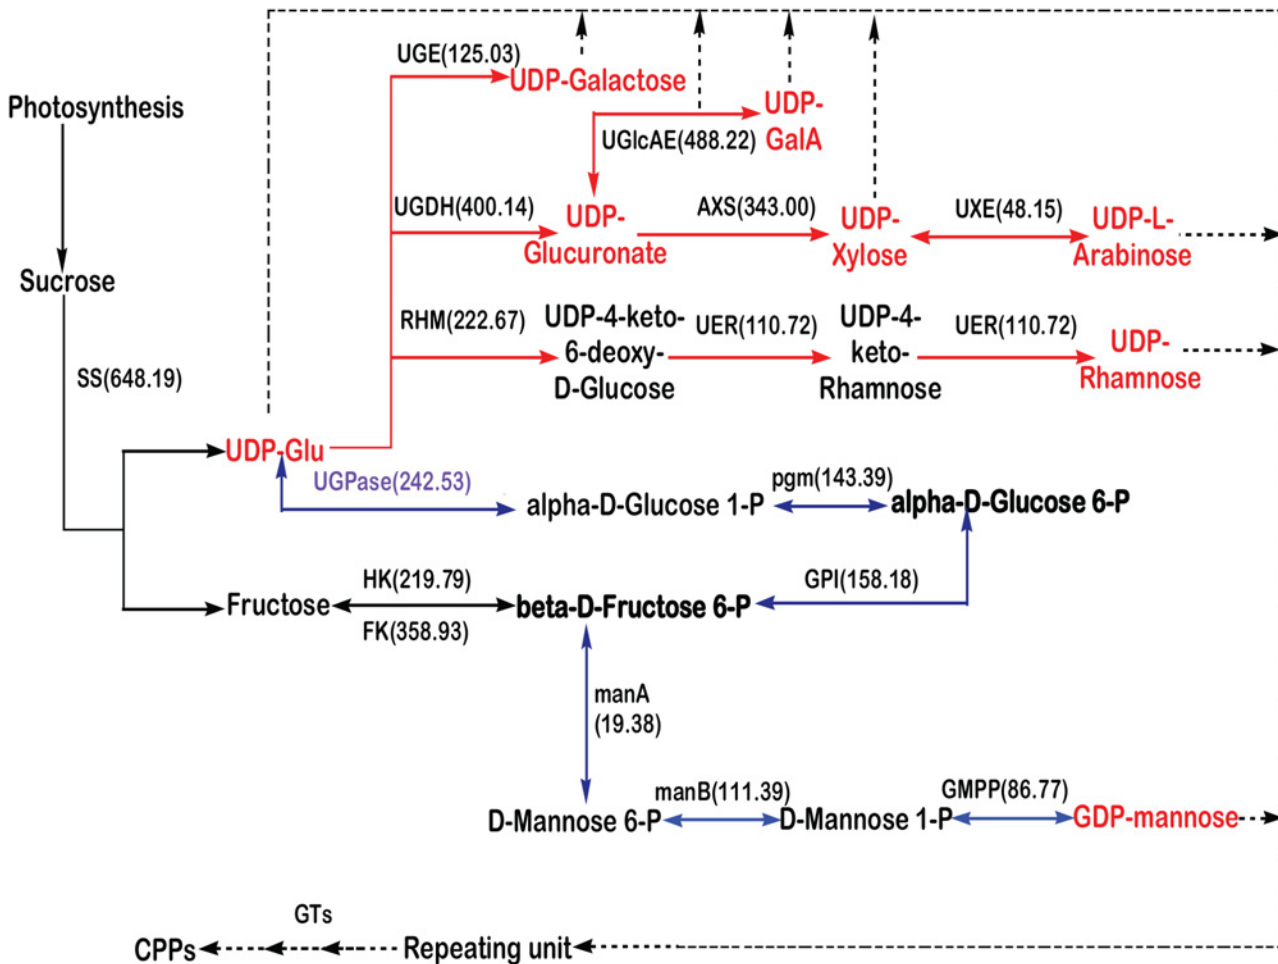 UGE(125.03)
UDP-Galactose
Photosynthesis
UDP-
GalA
UGlcAE(488.22)
UGDH(400.14)
UDP-
Glucuronate
AXS(343.00)
UDP-
Xylose
UXE(48.15)
UDP-L-
Arabinose
Sucrose
RHM(222.67)
UDP-4-keto-
6-deoxy-
D-Glucose
UER(110.72)
UDP-4-
keto-
Rhamnose
UER(110.72)
UDP-
Rhamnose
SS(648.19)
UDP-Glu
UGPase(242.53)
alpha-D-Glucose 1-P
pgm(143.39)
alpha-D-Glucose 6-P
Fructose
HK(219.79)
FK(358.93)
beta-D-Fructose 6-P
GPI(158.18)
manA
(19.38)
D-Mannose 6-P
manB(111.39)
D-Mannose 1-P
GMPP(86.77)
GDP-mannose
CPPs
GTs
Repeating unit